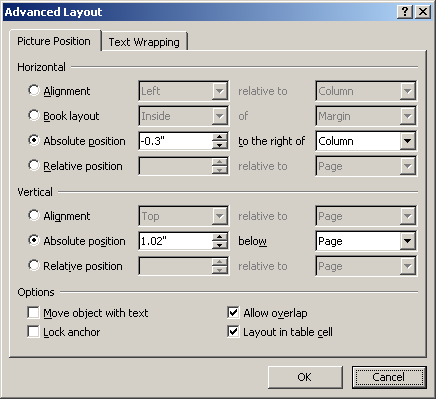 Advanced Layout
Picture Position Text Wrapping
Horizontal
Alignment Left relative to Column
Book layout Inside of Margin
Absolute position -0.3" to the right of Column
Relative position relative to Page
Vertical
Alignment Top relative to Page
Absolute position 1.02" below Page
Relative position relative to Page
Options
Move object with text Allow overlap
Lock anchor Layout in table cell
OK Cancel